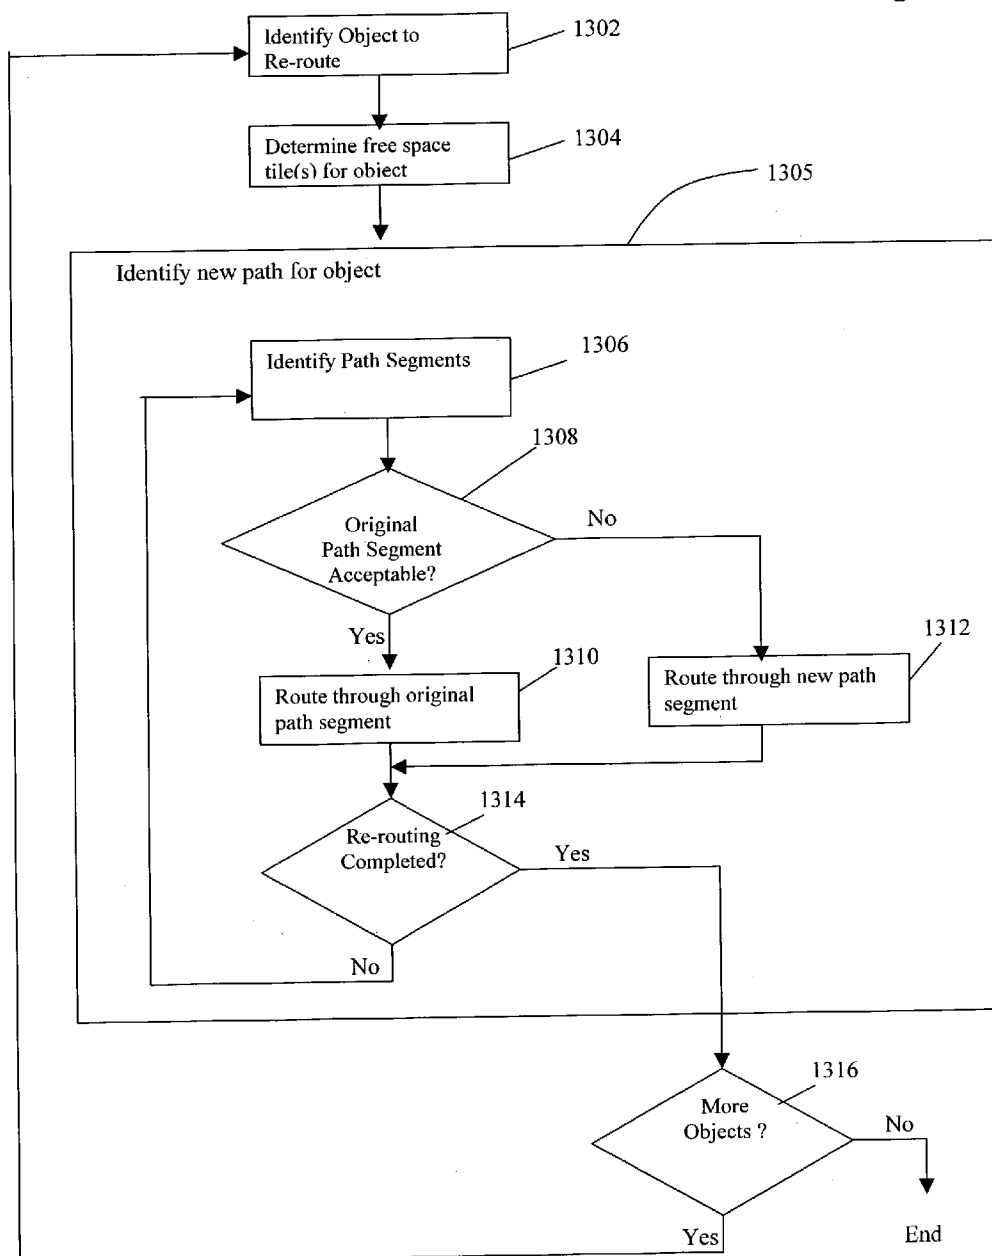 Identify Object to
Re-route
1302
Determine free space
tile(s) for object
1304
1305
Identify new path for object
Identify Path Segments
1306
1308
Original
Path Segment
Acceptable?
No
Yes
1310
1312
Route through original
path segment
Route through new path
segment
1314
Re-routing
Completed?
Yes
No
1316
More
Objects ?
No
Yes
End